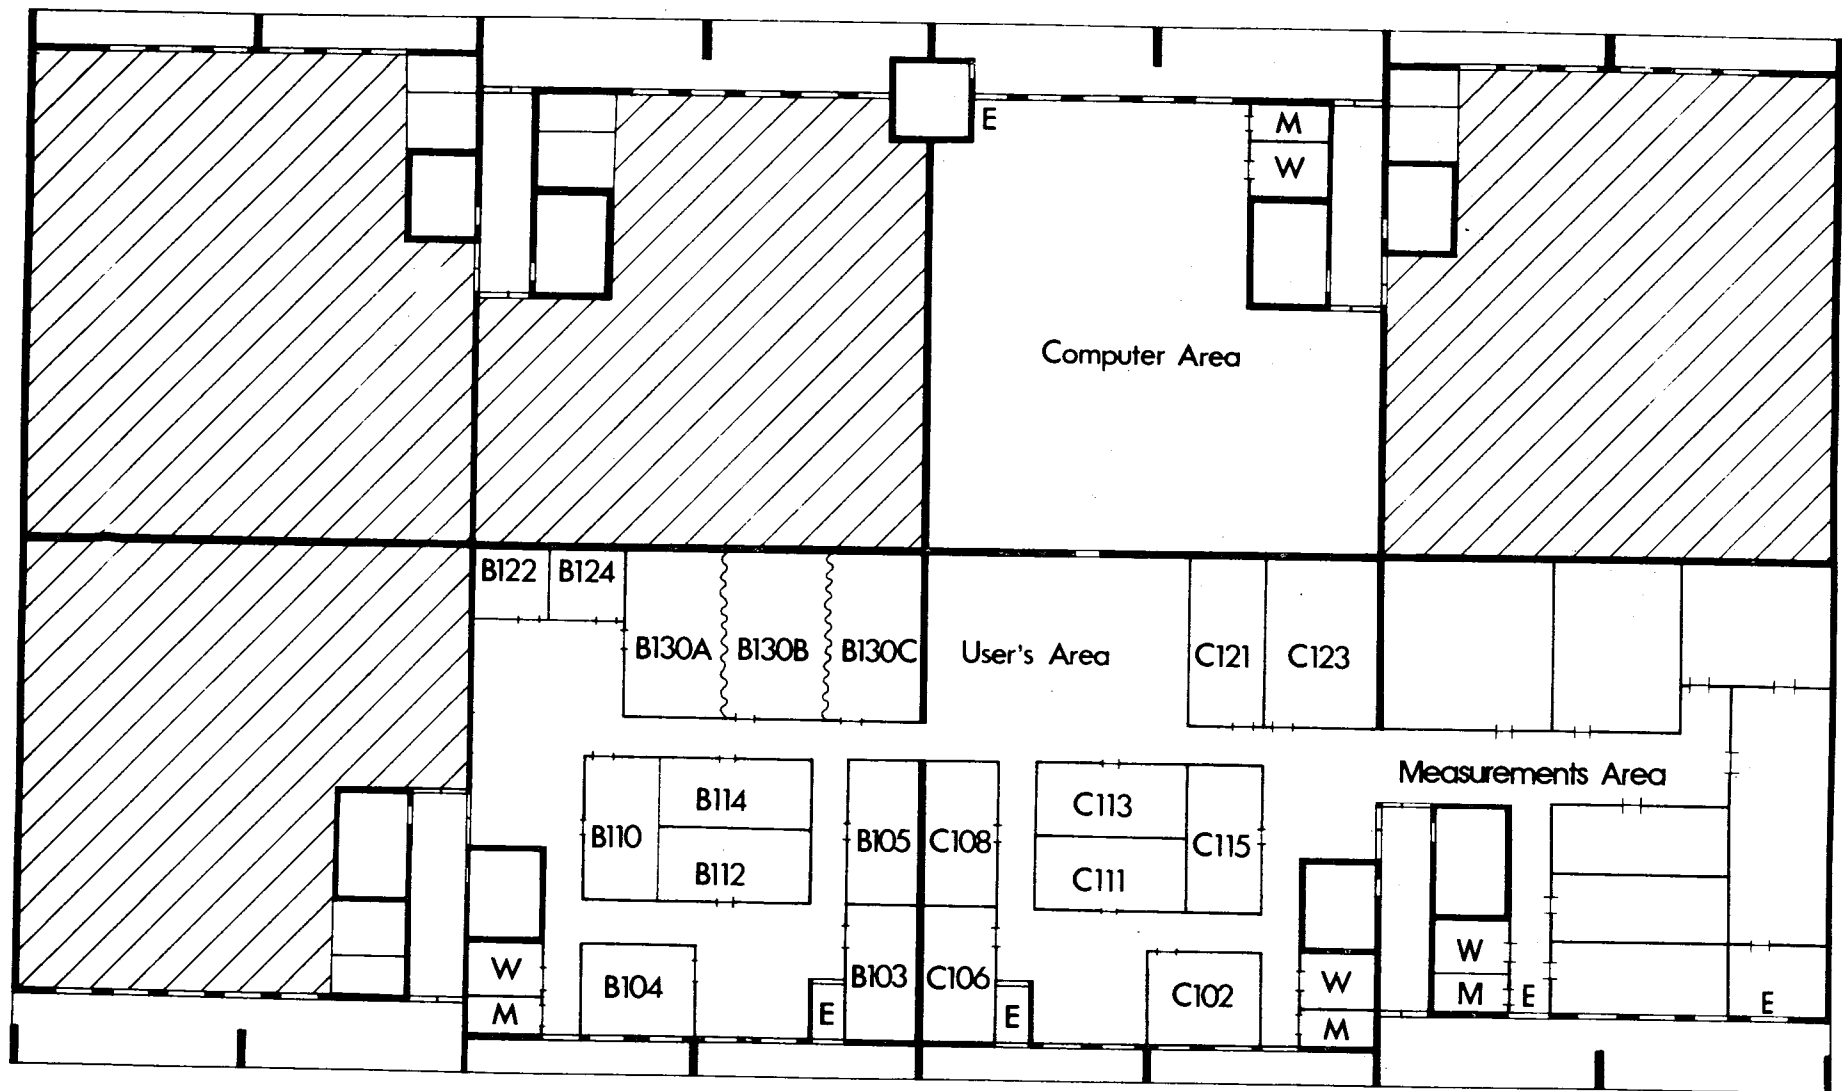 E
M
W
Computer Area
B122
B124
B130A
B130B
B130C
User's Area
C121
C123
Measurements Area
B114
B110
B112
B105
C108
C113
C111
C115
W
M
B104
E
B103
C106
E
C102
W
M
W
M
E
E